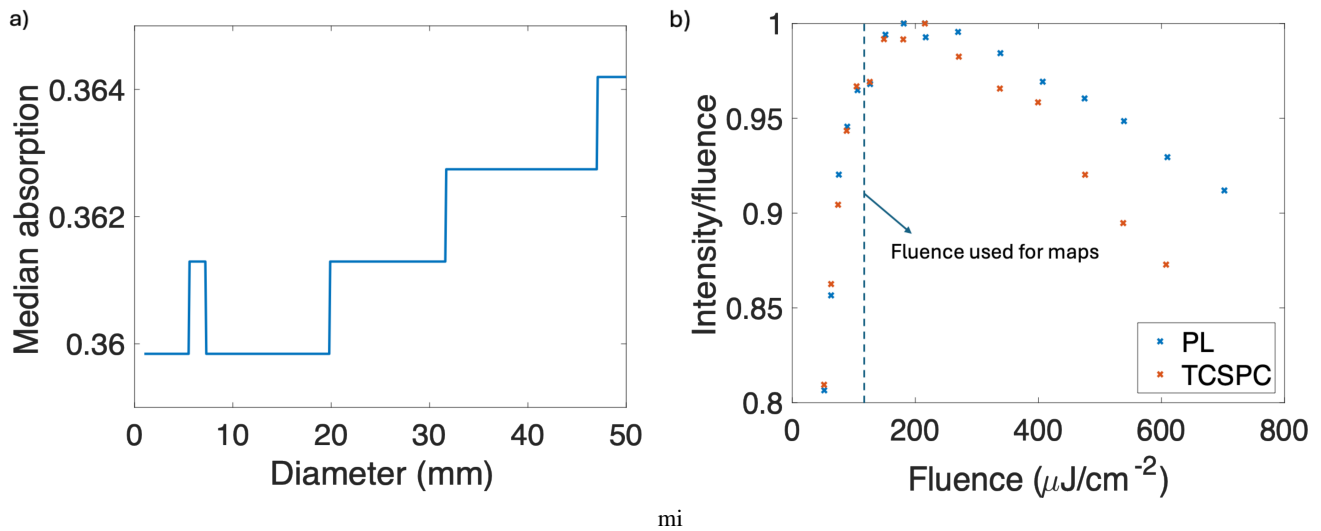 a)
Median absorption
0.364
0.362
0.36
0
10
20
30
40
50
Diameter (mm)
b)
Intensity/fluence
1
0.95
0.9
0.85
0.8
Fluence used for maps
PL
TCSPC
0
200
400
600
800
Fluence (μJ/cm⁻²)
mi